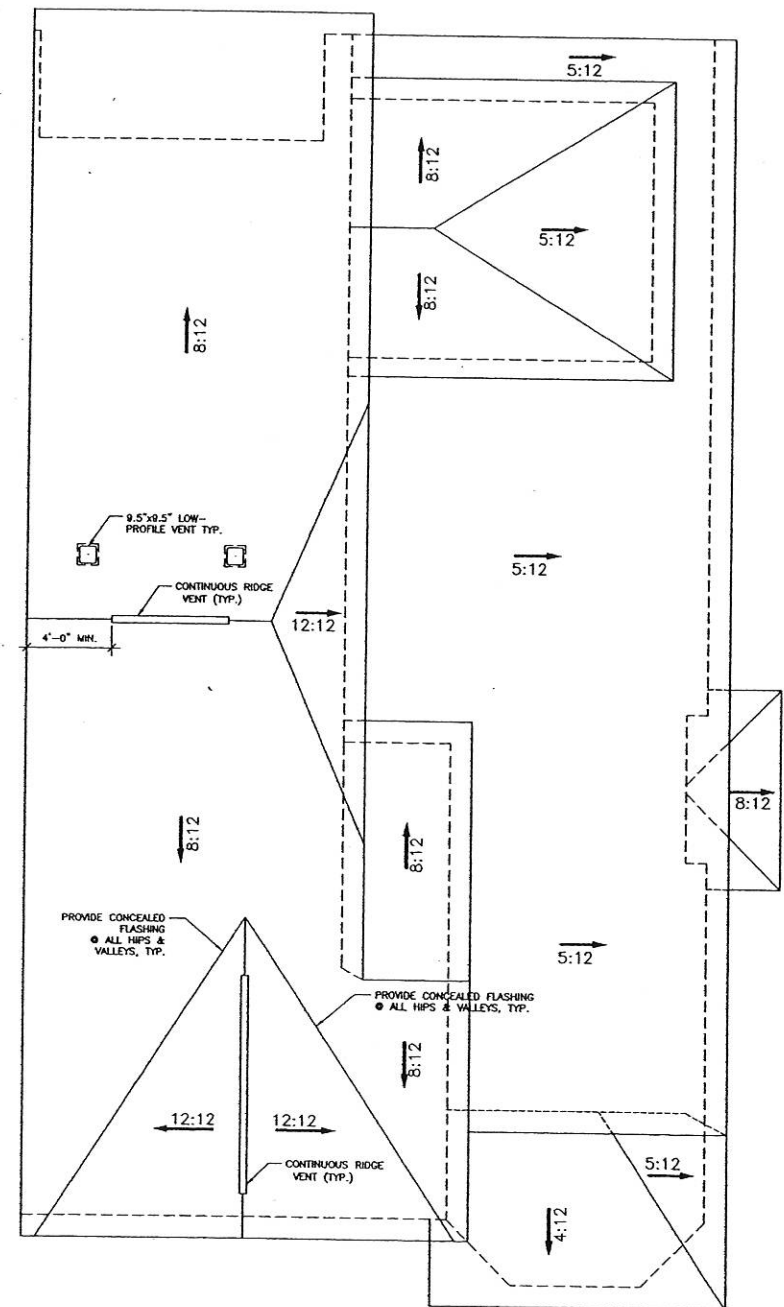 5:12
8:12
5:12
8:12
8:12
9.5"x9.5" LOW-
PROFILE VENT TYP.
CONTINUOUS RIDGE
VENT (TYP.)
5:12
12:12
4'-0" MIN.
8:12
8:12
8:12
PROVIDE CONCEALED
FLASHING
@ ALL HIPS &
VALLEYS, TYP.
5:12
PROVIDE CONCEALED FLASHING
@ ALL HIPS & VALLEYS, TYP.
8:12
12:12
12:12
CONTINUOUS RIDGE
VENT (TYP.)
5:12
4:12